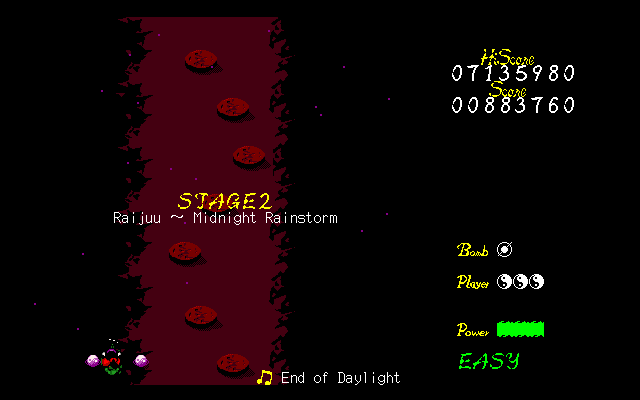 HiScore
07135980
Score
00883760
STAGE2
Raijuu ～ Midnight Rainstorm
Bomb
Player
Power
EASY
♫ End of Daylight